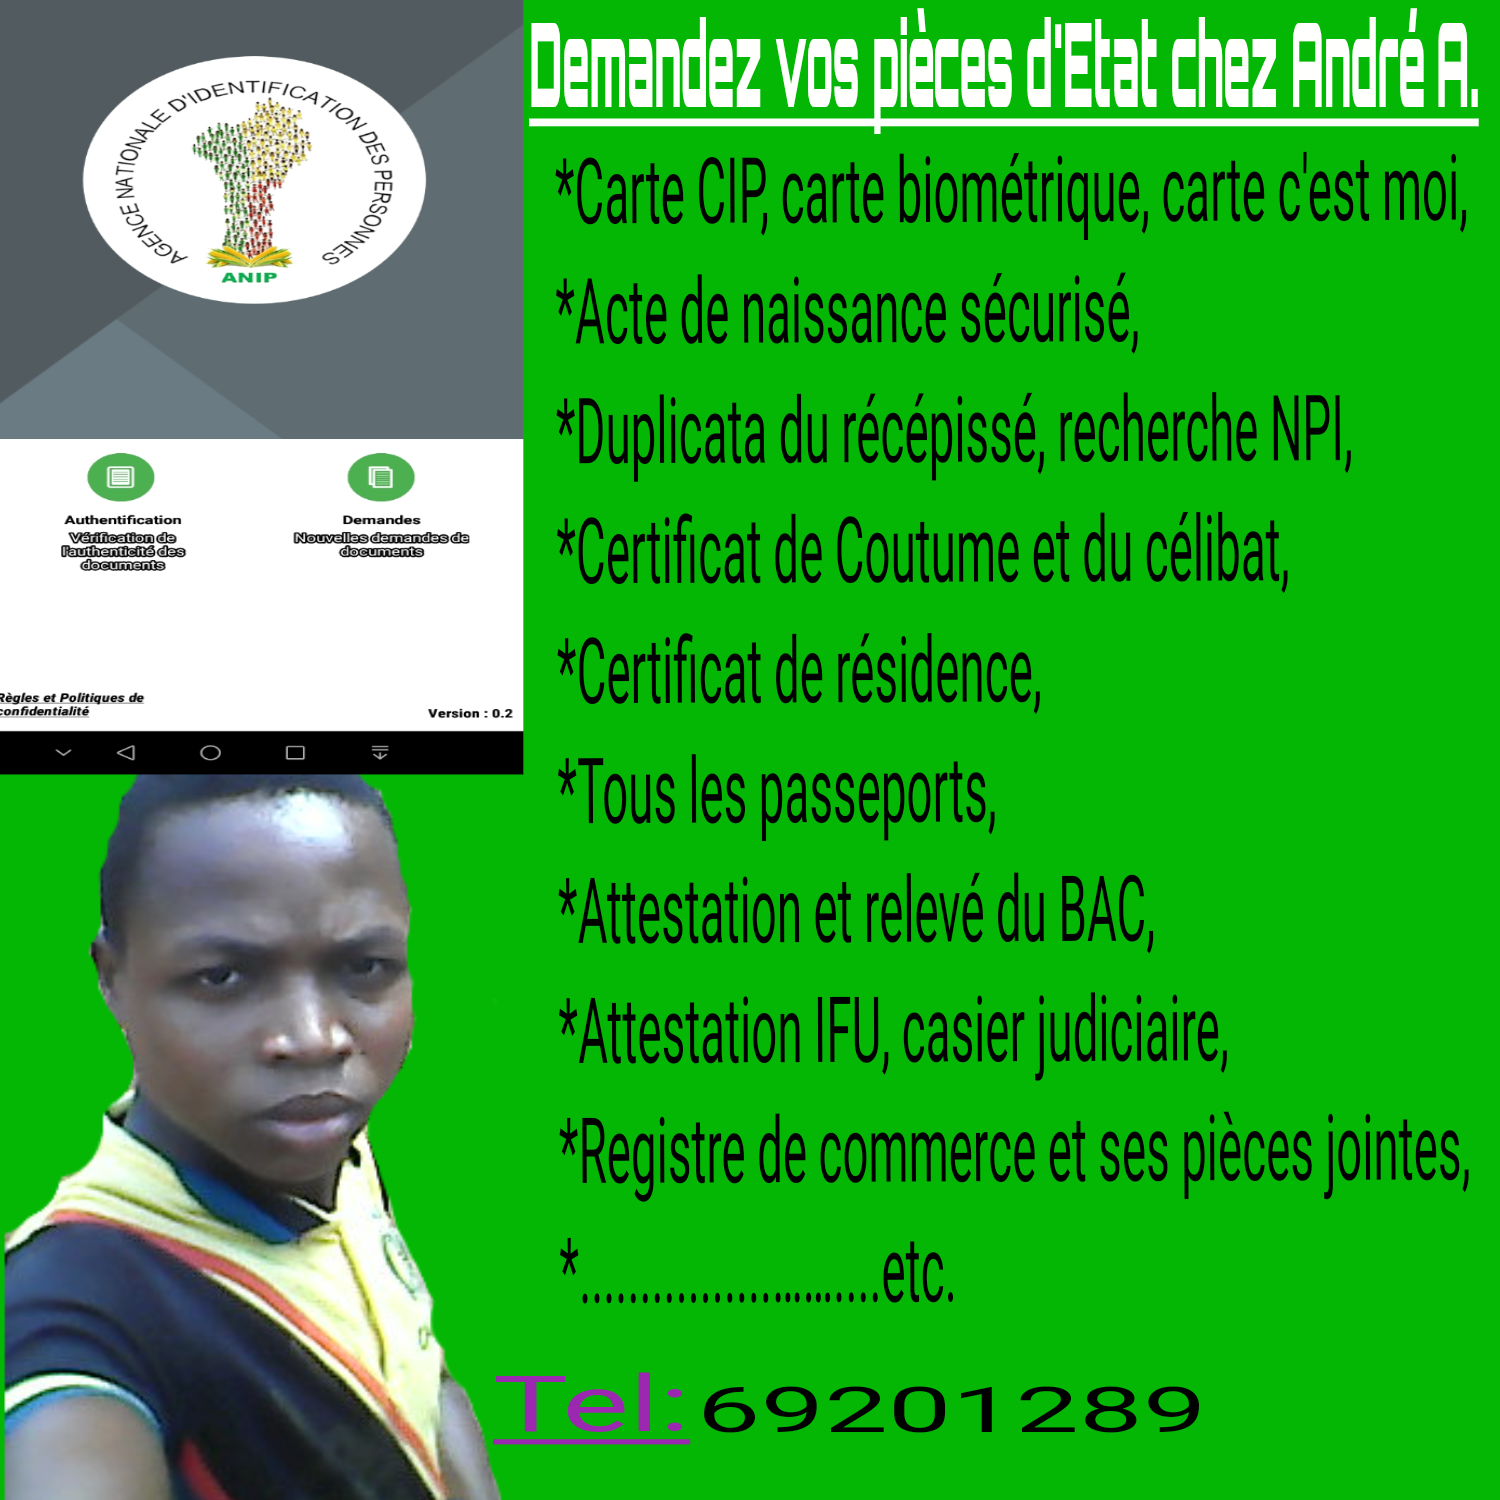 Demandez vos pièces d'Etat chez André A.
AGENCE NATIONALE D'IDENTIFICATION DES PERSONNES
ANIP
Authentification
Vérification de
l'authenticité des
documents
Demandes
Nouvelles demandes de
documents
Règles et Politiques de
confidentialité
Version : 0.2
*Carte CIP, carte biométrique, carte c'est moi,
*Acte de naissance sécurisé,
*Duplicata du récépissé, recherche NPI,
*Certificat de Coutume et du célibat,
*Certificat de résidence,
*Tous les passeports,
*Attestation et relevé du BAC,
*Attestation IFU, casier judiciaire,
*Registre de commerce et ses pièces jointes,
*........................etc.
Tel: 69201289